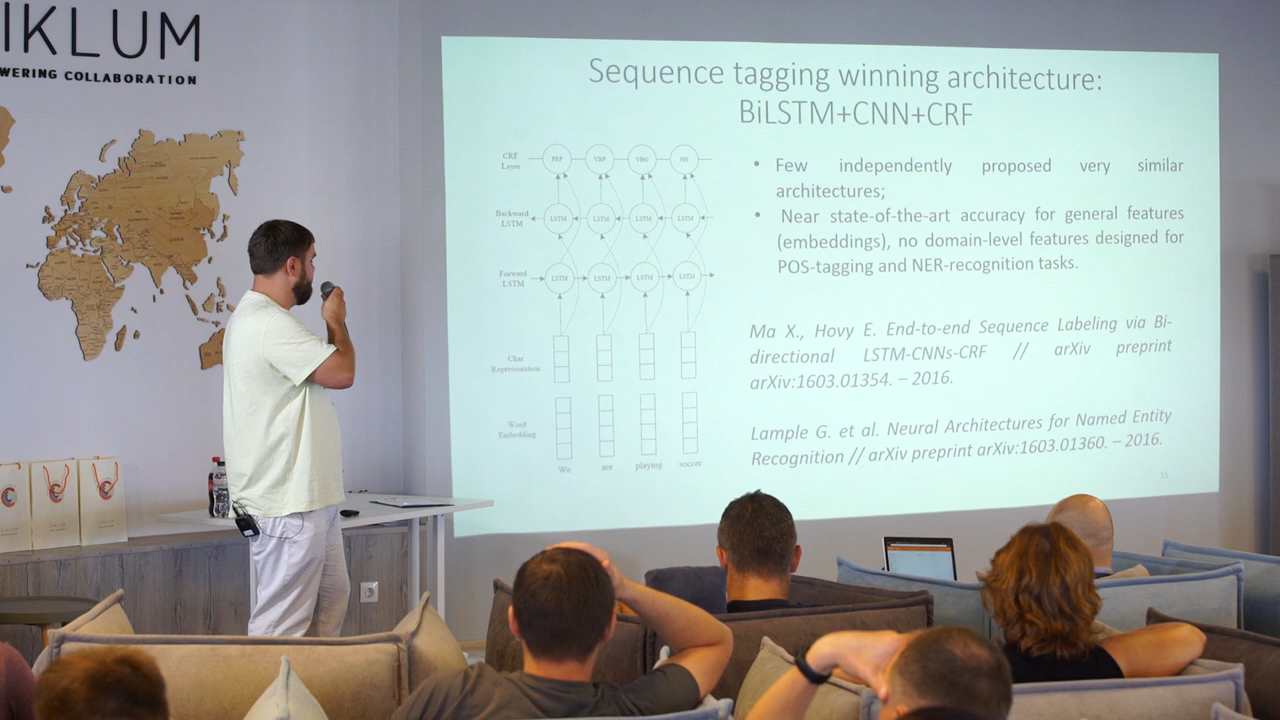 IKLUM
WERING COLLABORATION
Sequence tagging winning architecture:
BiLSTM+CNN+CRF
CRF
Layer
PRP VBP VBG NN
Backward
LSTM
LSTM LSTM LSTM LSTM
Forward
LSTM
LSTM LSTM LSTM LSTM
Char
Representation
Word
Embedding
We are playing soccer
• Few independently proposed very similar
architectures;
• Near state-of-the-art accuracy for general features
(embeddings), no domain-level features designed for
POS-tagging and NER-recognition tasks.
Ma X., Hovy E. End-to-end Sequence Labeling via Bi-
directional LSTM-CNNs-CRF // arXiv preprint
arXiv:1603.01354. – 2016.
Lample G. et al. Neural Architectures for Named Entity
Recognition // arXiv preprint arXiv:1603.01360. – 2016.
15